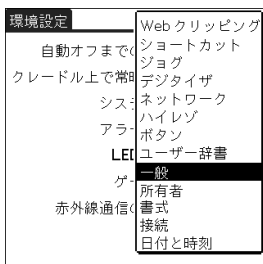 環境設定
自動オフまで
クレードル上で常
システ
アラー
LE
ゲー
赤外線通信
Webクリッピング
ショートカット
ジョグ
デジタイザ
ネットワーク
ハイレゾ
ボタン
ユーザー辞書
一般
所有者
書式
接続
日付と時刻